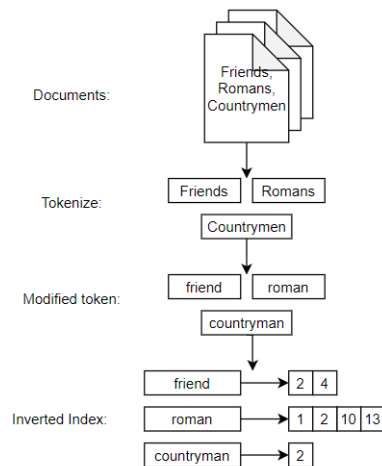 Friends,
Romans,
Countrymen
Documents:
Friends Romans
Tokenize:
Countrymen
friend roman
Modified token:
countryman
friend 2 4
Inverted Index: roman 1 2 10 13
countryman 2